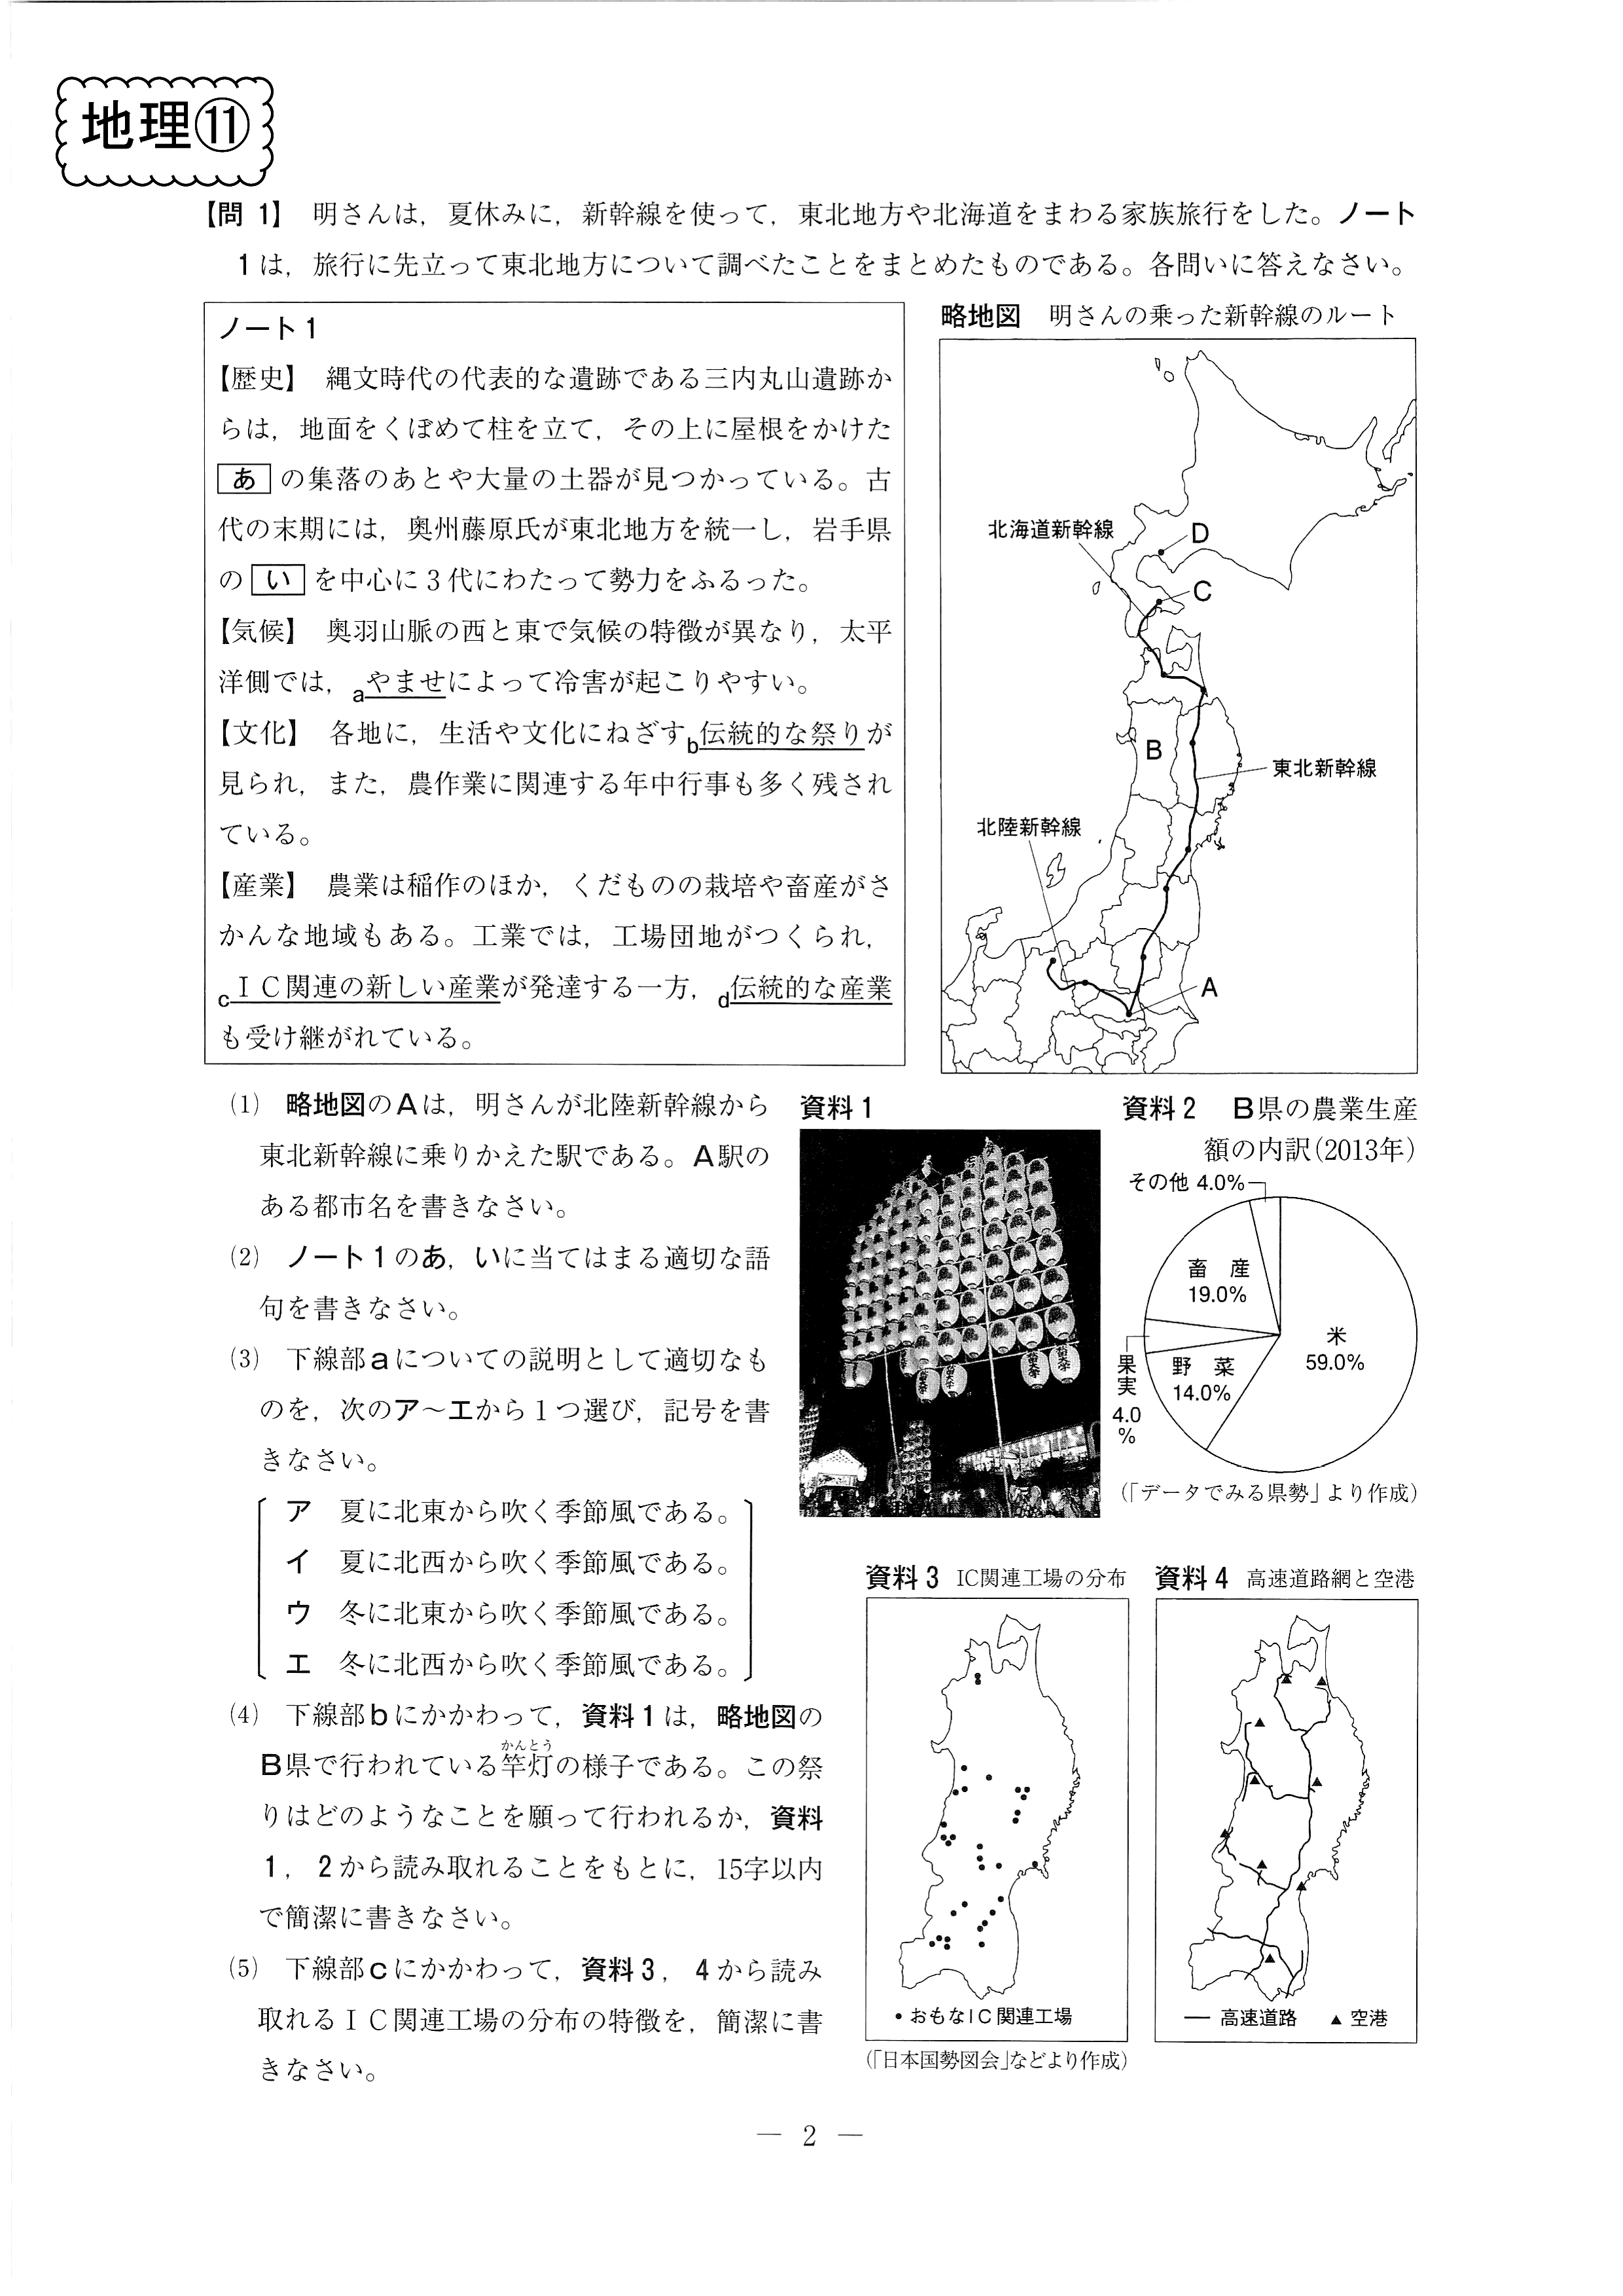 地理⑪
【問 1】 明さんは，夏休みに，新幹線を使って，東北地方や北海道をまわる家族旅行をした。ノート
1は，旅行に先立って東北地方について調べたことをまとめたものである。各問いに答えなさい。
ノート1
【歴史】 縄文時代の代表的な遺跡である三内丸山遺跡か
らは，地面をくぼめて柱を立て，その上に屋根をかけた
あ の集落のあとや大量の土器が見つかっている。古
代の末期には，奥州藤原氏が東北地方を統一し，岩手県
の い を中心に3代にわたって勢力をふるった。
【気候】 奥羽山脈の西と東で気候の特徴が異なり，太平
洋側では，aやませによって冷害が起こりやすい。
【文化】 各地に，生活や文化にねざすb伝統的な祭りが
見られ，また，農作業に関連する年中行事も多く残され
ている。
【産業】 農業は稲作のほか，くだものの栽培や畜産がさ
かんな地域もある。工業では，工場団地がつくられ，
cＩＣ関連の新しい産業が発達する一方，d伝統的な産業
も受け継がれている。
略地図 明さんの乗った新幹線のルート
北海道新幹線
D
C
B
東北新幹線
北陸新幹線
A
(1) 略地図のAは，明さんが北陸新幹線から
東北新幹線に乗りかえた駅である。A駅の
ある都市名を書きなさい。
(2) ノート1のあ，いに当てはまる適切な語
句を書きなさい。
(3) 下線部aについての説明として適切なも
のを，次のア～エから1つ選び，記号を書
きなさい。
ア 夏に北東から吹く季節風である。
イ 夏に北西から吹く季節風である。
ウ 冬に北東から吹く季節風である。
エ 冬に北西から吹く季節風である。
(4) 下線部bにかかわって，資料1は，略地図の
B県で行われている竿灯の様子である。この祭
かんとう
りはどのようなことを願って行われるか，資料
1，2から読み取れることをもとに，15字以内
で簡潔に書きなさい。
(5) 下線部cにかかわって，資料3，4から読み
取れるＩＣ関連工場の分布の特徴を，簡潔に書
きなさい。
資料1
資料2 B県の農業生産
額の内訳(2013年)
その他 4.0%
畜 産
19.0%
米
59.0%
果実
4.0
%
野 菜
14.0%
(「データでみる県勢」より作成)
資料3 IC関連工場の分布
• おもなIC関連工場
(「日本国勢図会」などより作成)
資料4 高速道路網と空港
— 高速道路 ▲ 空港
— 2 —